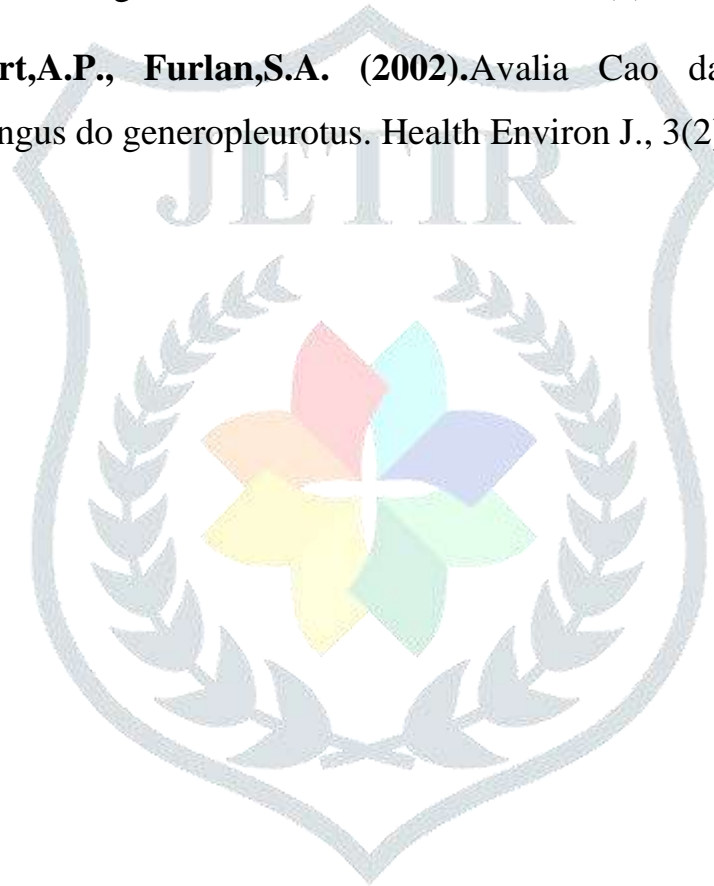 rt,A.P., Furlan,S.A. (2002).Avalia Cao da
ngus do generopleurotus. Health Environ J., 3(2)
JETIR